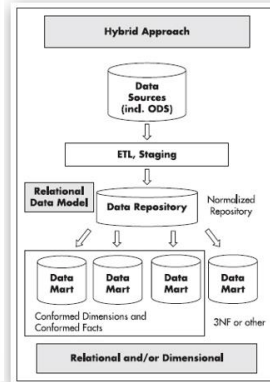 Hybrid Approach
Data
Sources
(incl. ODS)
ETL, Staging
Relational
Data Model
Data Repository
Normalized
Repository
Data
Mart
Data
Mart
Data
Mart
Data
Mart
Conformed Dimensions and
Conformed Facts
3NF or other
Relational and/or Dimensional